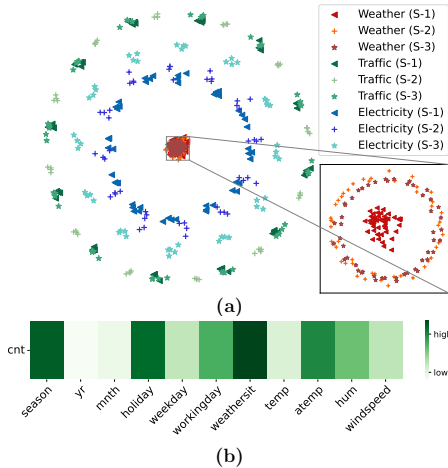 Weather (S-1)
Weather (S-2)
Weather (S-3)
Traffic (S-1)
Traffic (S-2)
Traffic (S-3)
Electricity (S-1)
Electricity (S-2)
Electricity (S-3)
(a)
cnt
high
low
season
yr
mnth
holiday
weekday
workingday
weathersit
temp
atemp
hum
windspeed
(b)